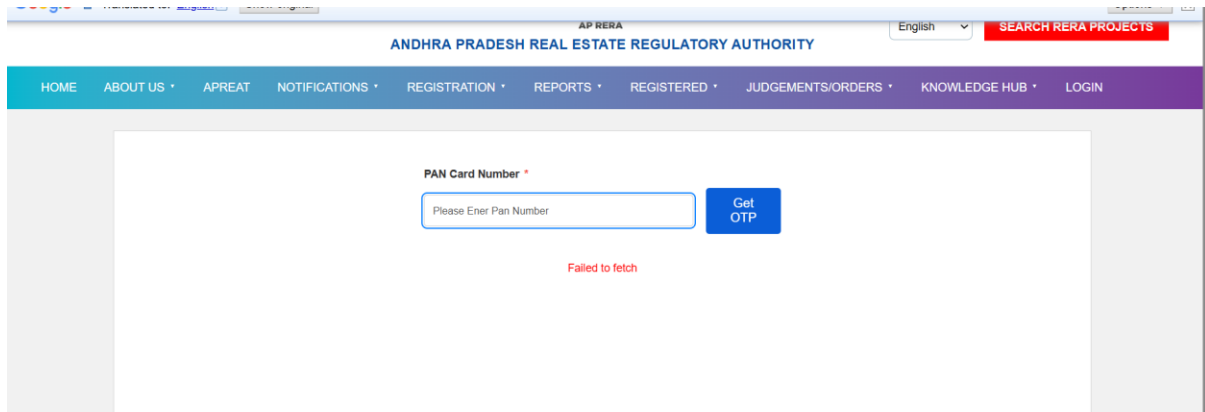 English
AP RERA
ANDHRA PRADESH REAL ESTATE REGULATORY AUTHORITY
English
SEARCH RERA PROJECTS
HOME ABOUT US APREAT NOTIFICATIONS REGISTRATION REPORTS REGISTERED JUDGEMENTS/ORDERS KNOWLEDGE HUB LOGIN
PAN Card Number *
Please Ener Pan Number
Get
OTP
Failed to fetch